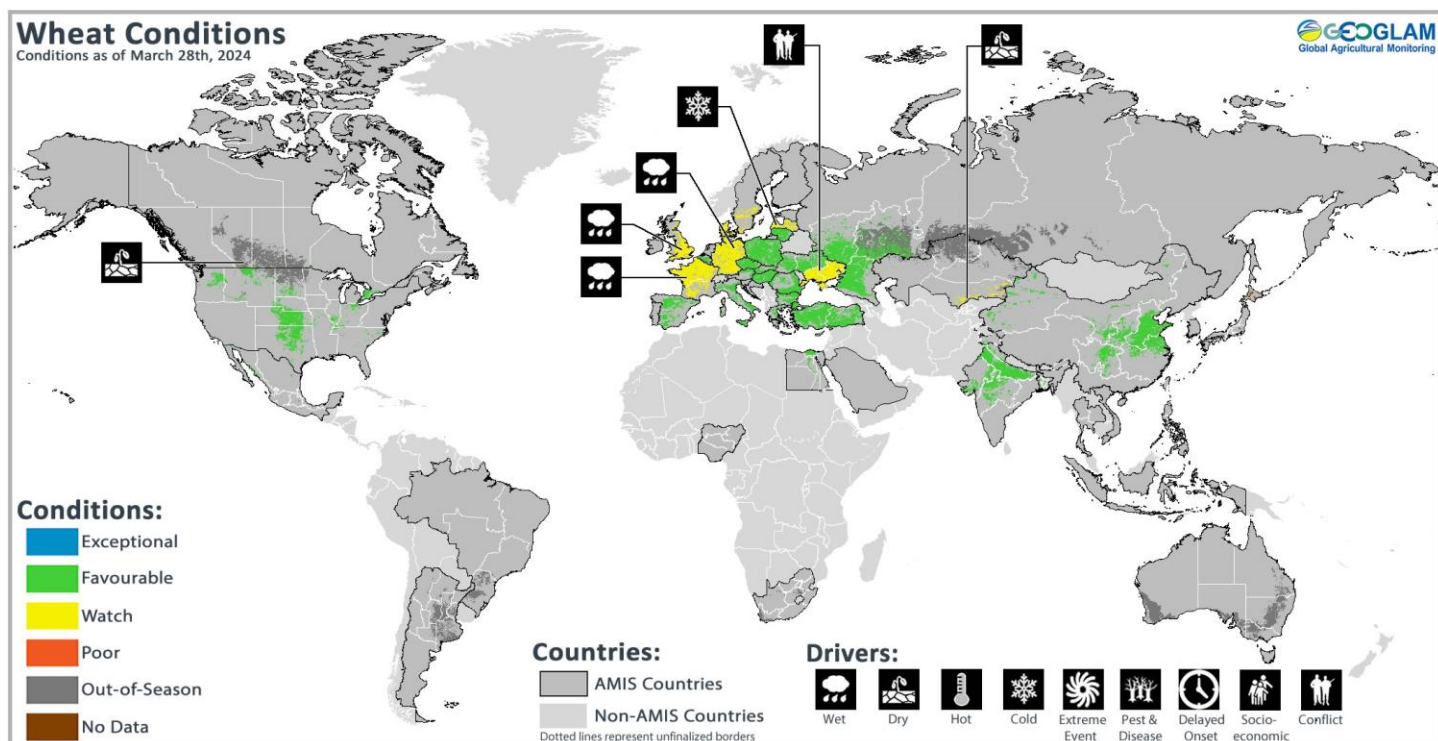 Wheat Conditions
Conditions as of March 28th, 2024
GEOGLAM
Global Agricultural Monitoring
Conditions:
Exceptional
Favourable
Watch
Poor
Out-of-Season
No Data
Countries:
AMIS Countries
Non-AMIS Countries
Dotted lines represent unfinalized borders
Drivers:
Wet
Dry
Hot
Cold
Extreme
Event
Pest &
Disease
Delayed
Onset
Socio-
economic
Conflict